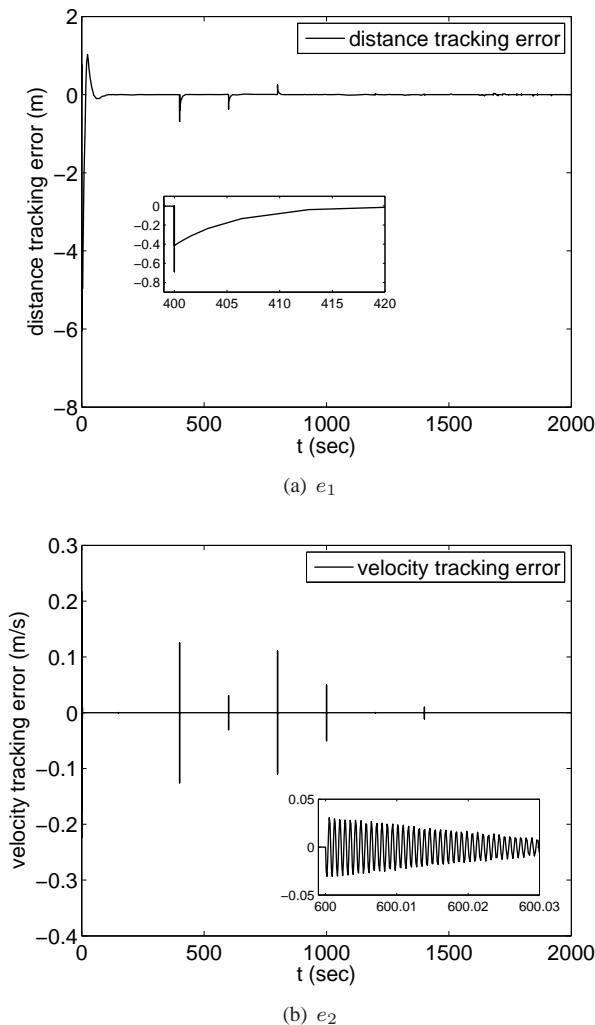 distance tracking error
distance tracking error (m)
2
0
−2
−4
−6
−8
0
−0.2
−0.4
−0.6
−0.8
400 405 410 415 420
0 500 1000 1500 2000
t (sec)
(a) e1
velocity tracking error
velocity tracking error (m/s)
0.3
0.2
0.1
0
−0.1
−0.2
−0.3
−0.4
0.05
0
−0.05
600 600.01 600.02 600.03
0 500 1000 1500 2000
t (sec)
(b) e2